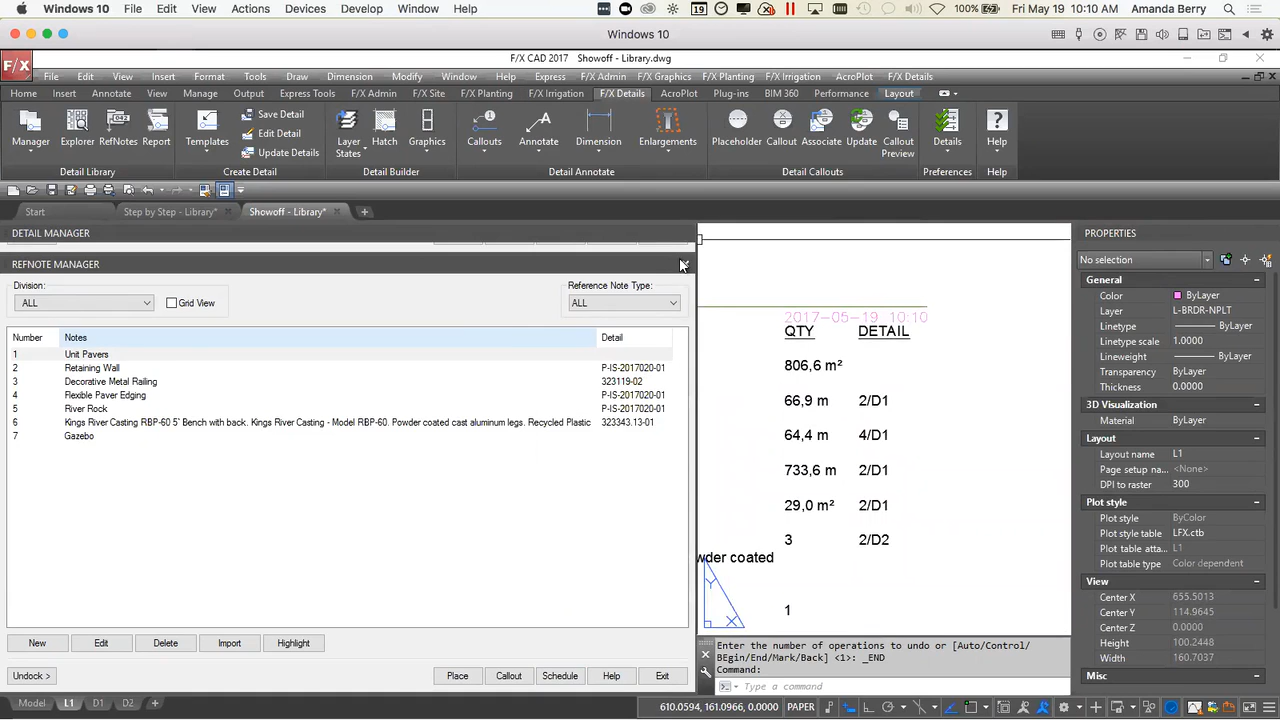 Windows 10 File Edit View Actions Devices Develop Window Help 19 100% Fri May 19 10:10 AM Amanda Berry
Windows 10
F/X CAD 2017 Showoff - Library.dwg
F/X File Edit View Insert Format Tools Draw Dimension Modify Window Help Express F/X Admin F/X Graphics F/X Planting F/X Irrigation AcroPlot F/X Details
Home Insert Annotate View Manage Output Express Tools F/X Admin F/X Site F/X Planting F/X Irrigation F/X Details AcroPlot Plug-ins BIM 360 Performance Layout
Manager Explorer RefNotes Report
Templates Save Detail
Edit Detail
Update Details
Layer States Hatch Graphics
Callouts Annotate Dimension Enlargements
Placeholder Callout Associate Update Callout Preview
Details Help
Detail Library Create Detail Detail Builder Detail Annotate Detail Callouts Preferences Help
Start Step by Step - Library* Showoff - Library*
DETAIL MANAGER
REFNOTE MANAGER
Division: Reference Note Type:
ALL Grid View ALL
Number Notes Detail
1 Unit Pavers
2 Retaining Wall P-IS-2017020-01
3 Decorative Metal Railing 323119-02
4 Flexible Paver Edging P-IS-2017020-01
5 River Rock P-IS-2017020-01
6 Kings River Casting RBP-60 5` Bench with back. Kings River Casting - Model RBP-60. Powder coated cast aluminum legs. Recycled Plastic 323343.13-01
7 Gazebo
New Edit Delete Import Highlight
Undock > Place Callout Schedule Help Exit
2017-05-19 10:10
QTY DETAIL
806,6 m²
66,9 m 2/D1
64,4 m 4/D1
733,6 m 2/D1
29,0 m² 2/D1
3 2/D2
wder coated
Y
X
1
Enter the number of operations to undo or [Auto/Control/
BEgin/End/Mark/Back] <1>: _END
Command:
Type a command
PROPERTIES
No selection
General
Color ByLayer
Layer L-BRDR-NPLT
Linetype ByLayer
Linetype scale 1.0000
Lineweight ByLayer
Transparency ByLayer
Thickness 0.0000
3D Visualization
Material ByLayer
Layout
Layout name L1
Page setup na... <None>
DPI to raster 300
Plot style
Plot style ByColor
Plot style table LFX.ctb
Plot table atta... L1
Plot table type Color dependent
View
Center X 655.5013
Center Y 114.9645
Center Z 0.0000
Height 100.2448
Width 160.7037
Misc
Model L1 D1 D2 +
610.0594, 161.0966, 0.0000 PAPER